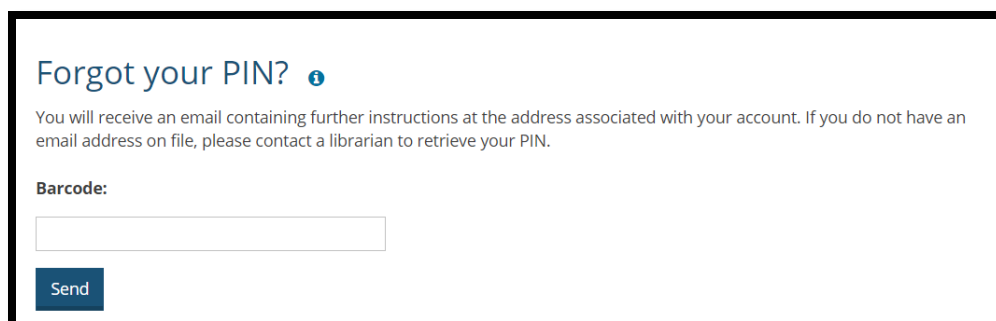 Forgot your PIN?
You will receive an email containing further instructions at the address associated with your account. If you do not have an
email address on file, please contact a librarian to retrieve your PIN.
Barcode:
Send